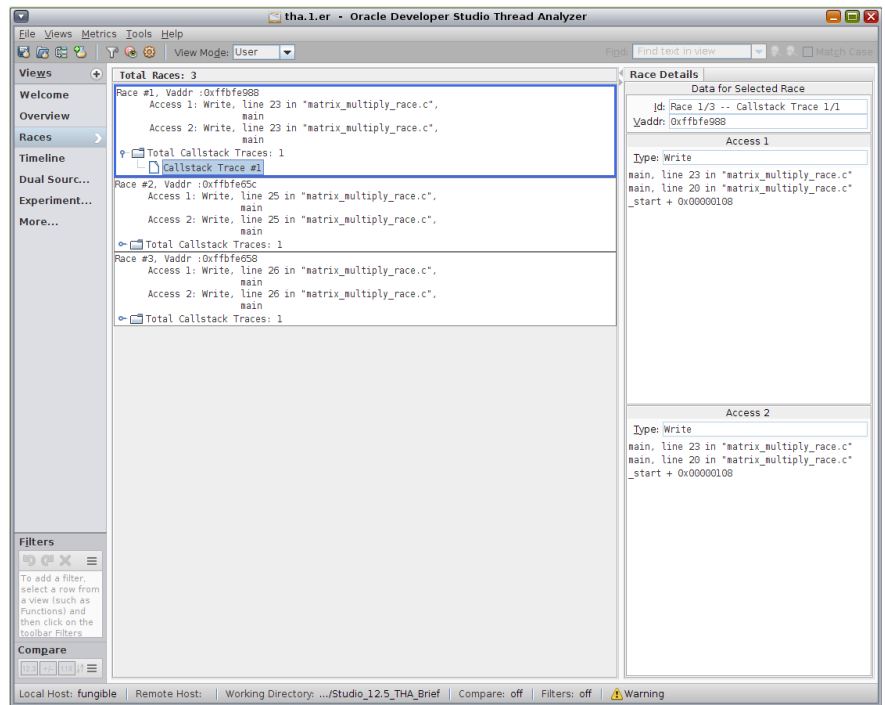 tha.1.er - Oracle Developer Studio Thread Analyzer
File Views Metrics Tools Help
View Mode: User
Find: Find text in view
Match Case
Views
Welcome
Overview
Races
Timeline
Dual Sourc...
Experiment...
More...
Filters
To add a filter,
select a row from
a view (such as
Functions) and
then click on the
toolbar Filters
Compare
Total Races: 3
Race #1, Vaddr :0xffbfe988
Access 1: Write, line 23 in "matrix_multiply_race.c",
main
Access 2: Write, line 23 in "matrix_multiply_race.c",
main
Total Callstack Traces: 1
Callstack Trace #1
Race #2, Vaddr :0xffbfe65c
Access 1: Write, line 25 in "matrix_multiply_race.c",
main
Access 2: Write, line 25 in "matrix_multiply_race.c",
main
Total Callstack Traces: 1
Race #3, Vaddr :0xffbfe658
Access 1: Write, line 26 in "matrix_multiply_race.c",
main
Access 2: Write, line 26 in "matrix_multiply_race.c",
main
Total Callstack Traces: 1
Race Details
Data for Selected Race
Id: Race 1/3 -- Callstack Trace 1/1
Vaddr: 0xffbfe988
Access 1
Type: Write
main, line 23 in "matrix_multiply_race.c"
main, line 20 in "matrix_multiply_race.c"
_start + 0x00000108
Access 2
Type: Write
main, line 23 in "matrix_multiply_race.c"
main, line 20 in "matrix_multiply_race.c"
_start + 0x00000108
Local Host: fungible Remote Host: Working Directory: .../Studio_12.5_THA_Brief Compare: off Filters: off Warning